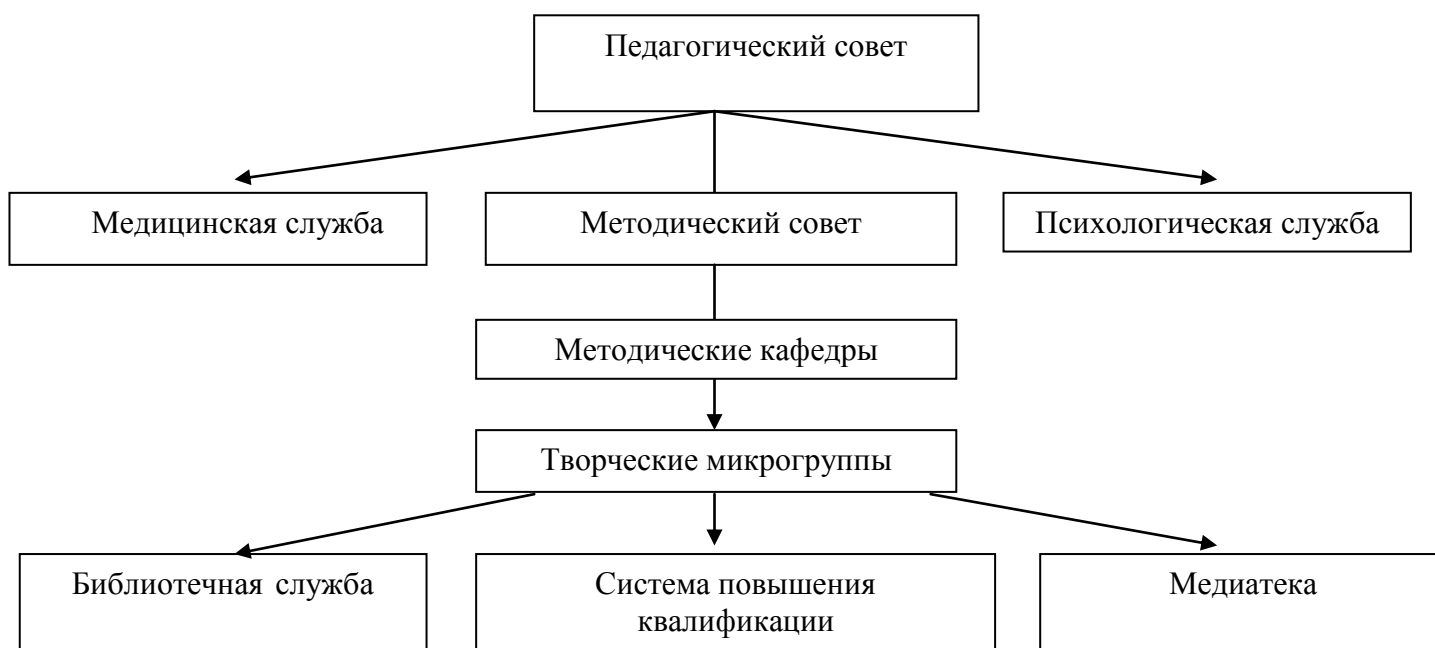 Педагогический совет
Медицинская служба
Методический совет
Психологическая служба
Методические кафедры
Творческие микрогруппы
Библиотечная служба
Система повышения
квалификации
Медиатека